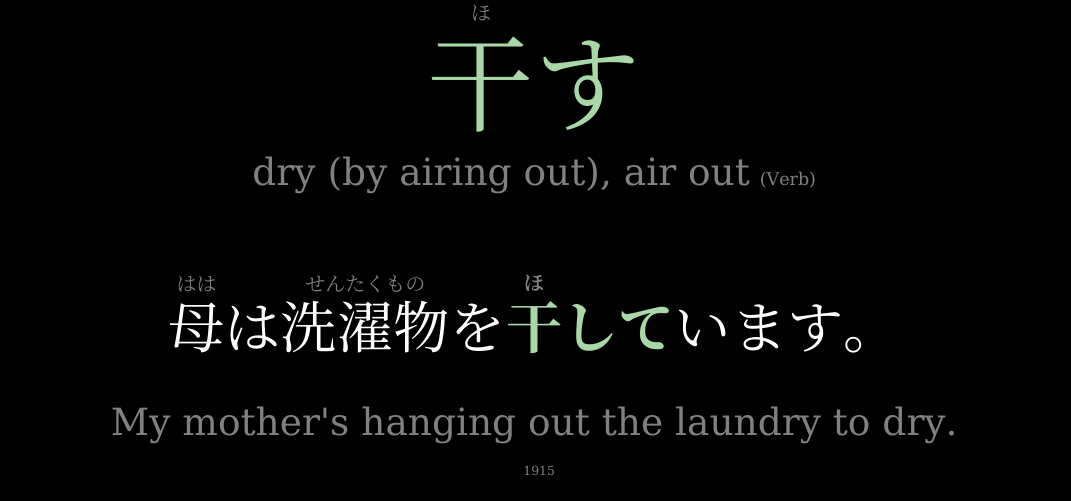 ほ
干す
dry (by airing out), air out (Verb)
はは せんたくもの ほ
母は洗濯物を干しています。
My mother's hanging out the laundry to dry.
1915